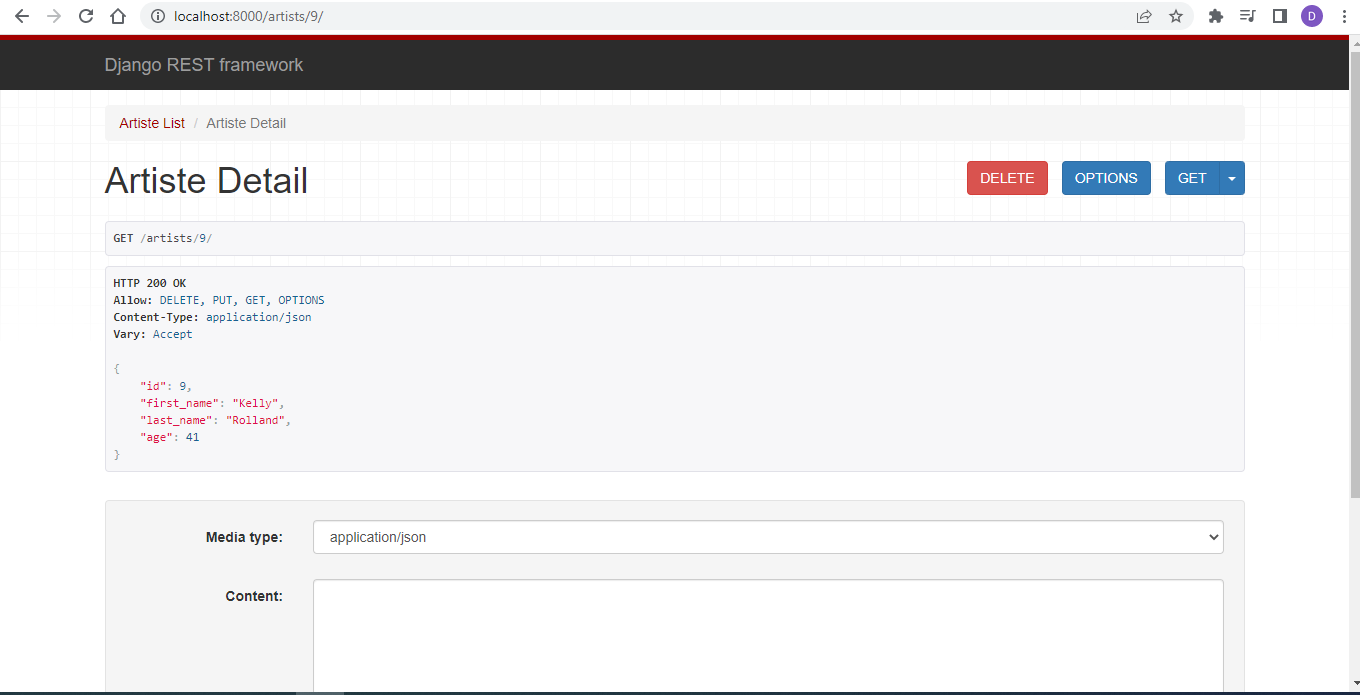 localhost:8000/artists/9/
D
Django REST framework
Artiste List / Artiste Detail
Artiste Detail
DELETE OPTIONS GET
GET /artists/9/
HTTP 200 OK
Allow: DELETE, PUT, GET, OPTIONS
Content-Type: application/json
Vary: Accept
{
"id": 9,
"first_name": "Kelly",
"last_name": "Rolland",
"age": 41
}
Media type: application/json
Content: